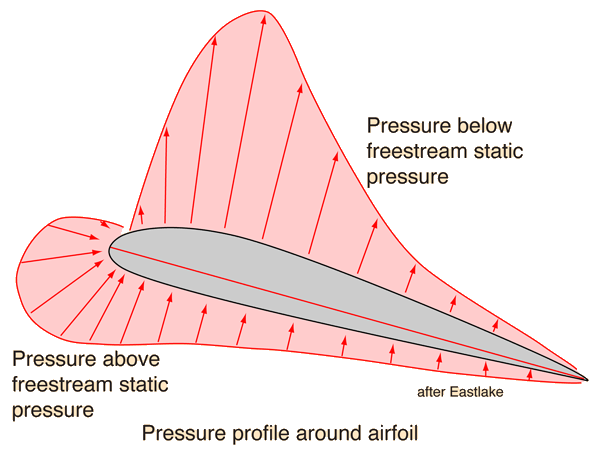 Pressure below
freestream static
pressure
Pressure above
freestream static
pressure
after Eastlake
Pressure profile around airfoil